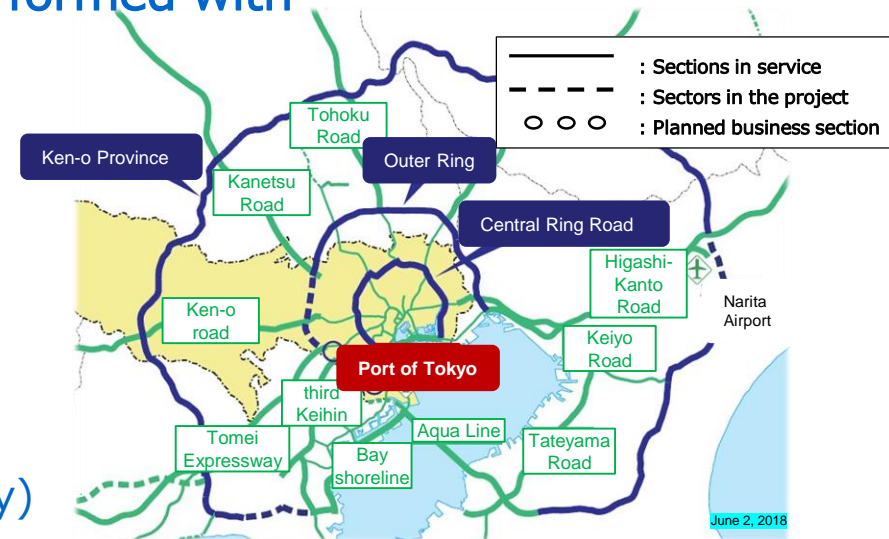 formed with
: Sections in service
: Sectors in the project
: Planned business section
Tohoku
Road
Ken-o Province
Outer Ring
Kanetsu
Road
Central Ring Road
Higashi-
Kanto
Road
Narita
Airport
Ken-o
road
Keiyo
Road
Port of Tokyo
third
Keihin
Aqua Line
Tomei
Expressway
Bay
shoreline
Tateyama
Road
y)
June 2, 2018